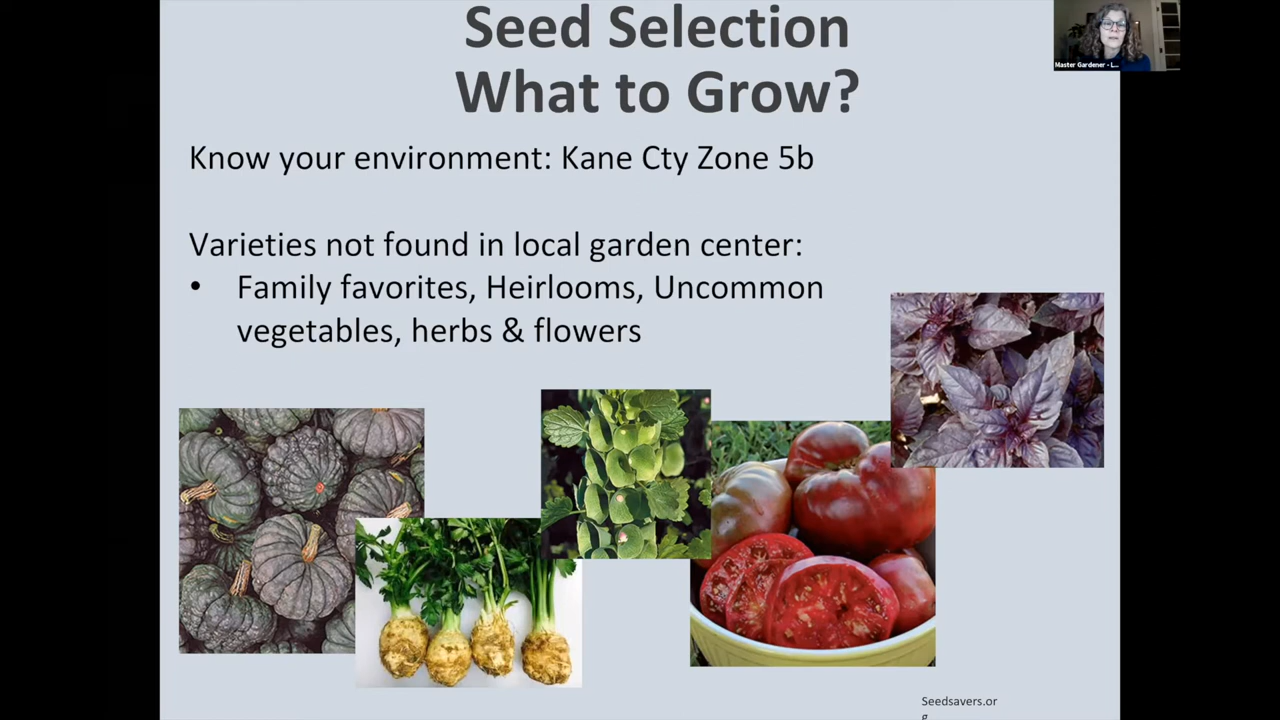 Seed Selection
What to Grow?
Master Gardener - L...
Know your environment: Kane Cty Zone 5b
Varieties not found in local garden center:
• Family favorites, Heirlooms, Uncommon
vegetables, herbs & flowers
Seedsavers.or
g